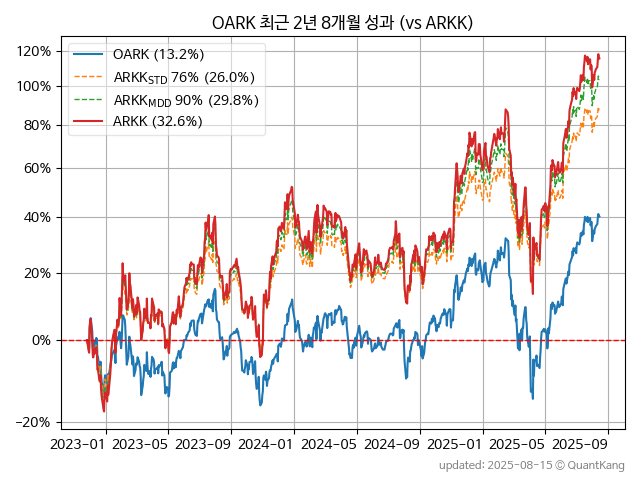 OARK 최근 2년 8개월 성과 (vs ARKK)
120%
100%
80%
60%
40%
20%
0%
−20%
OARK (13.2%)
ARKKSTD 76% (26.0%)
ARKKMDD 90% (29.8%)
ARKK (32.6%)
2023−01 2023−05 2023−09 2024−01 2024−05 2024−09 2025−01 2025−05 2025−09
updated: 2025−08−15 © QuantKang